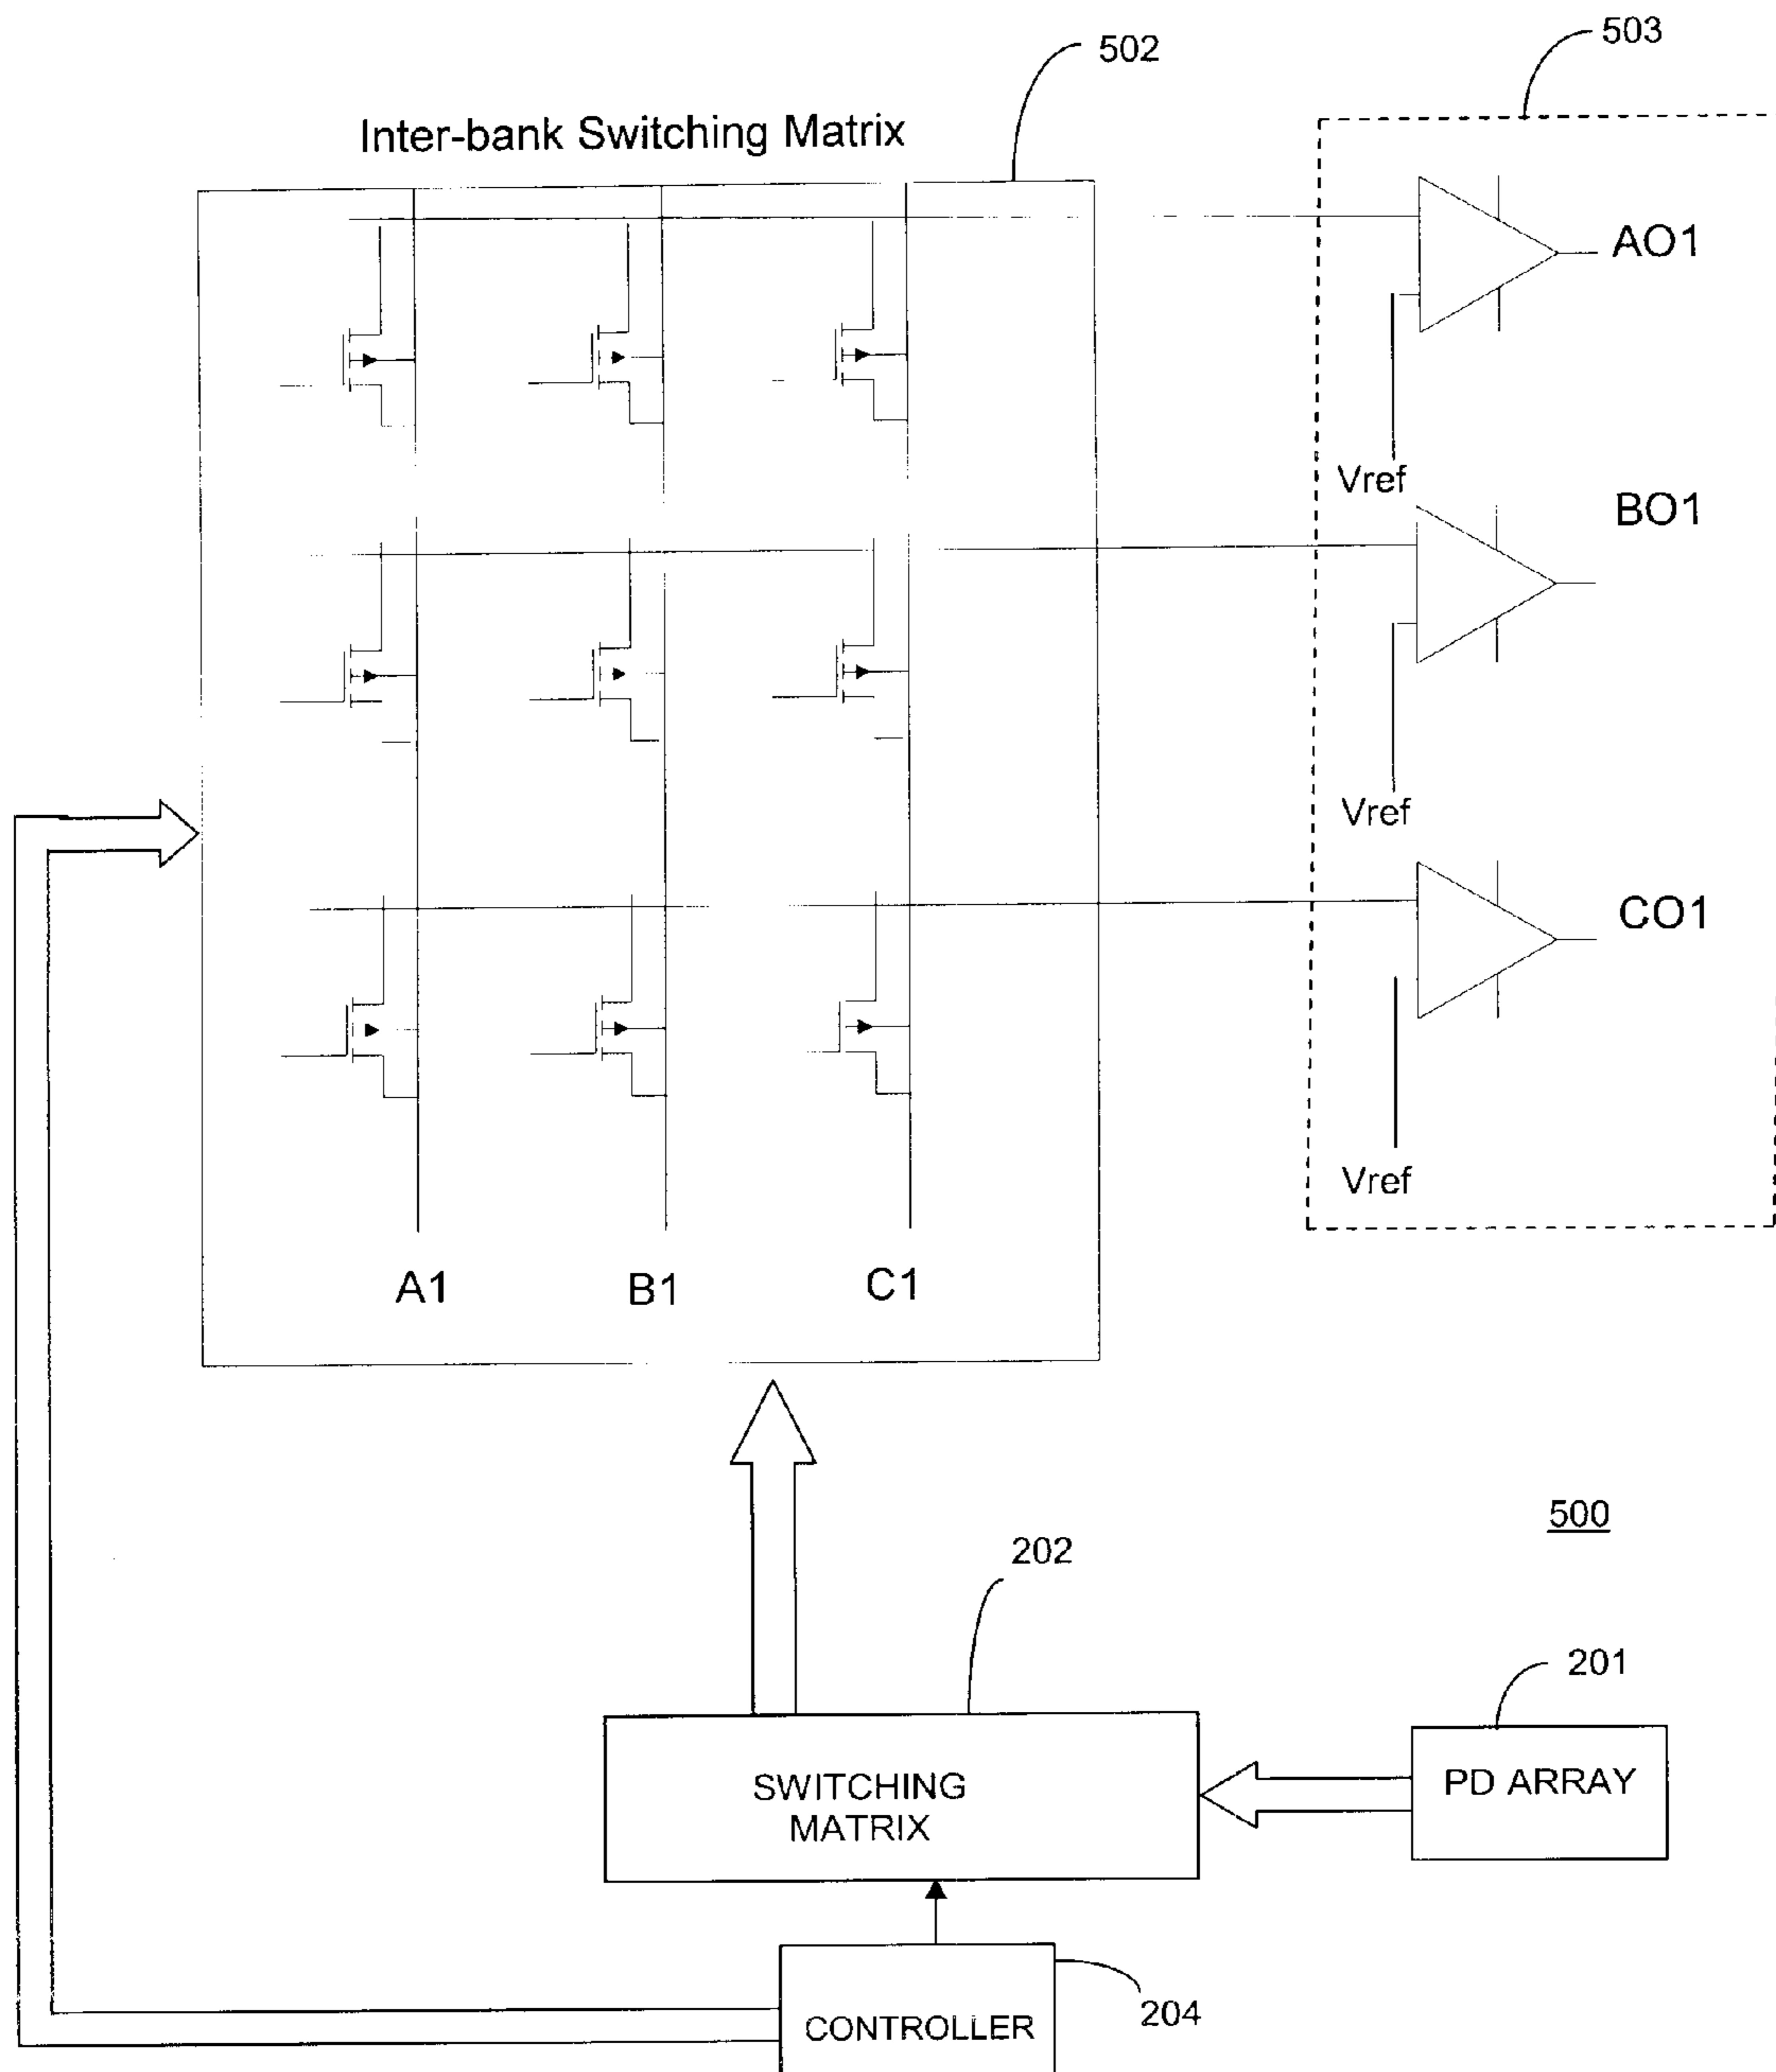 503
502
Inter-bank Switching Matrix
AO1
Vref
BO1
Vref
CO1
Vref
A1 B1 C1
500
202
201
SWITCHING
MATRIX
PD ARRAY
204
CONTROLLER